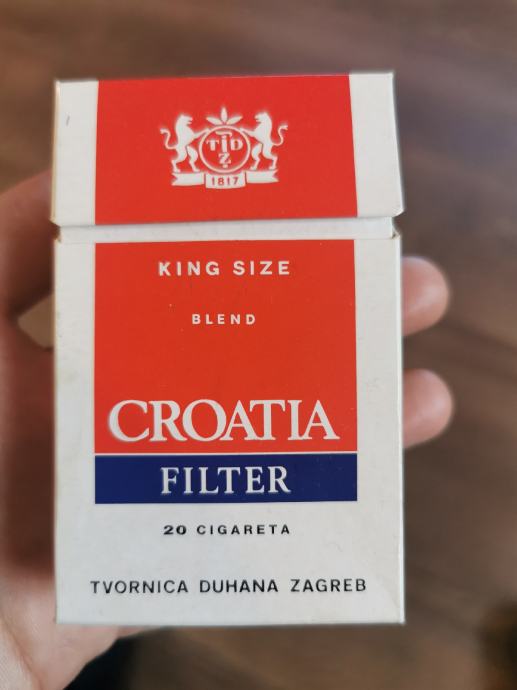 TDZ
1817
KING SIZE
BLEND
CROATIA
FILTER
20 CIGARETA
TVORNICA DUHANA ZAGREB